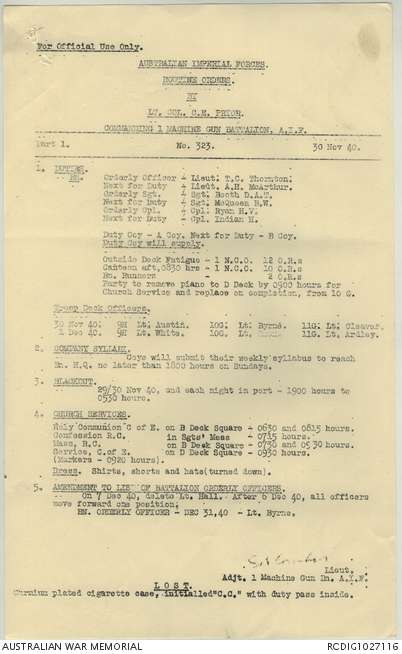 For Official Use Only.
AUSTRALIAN IMPERIAL FORCES.
ROUTINE ORDERS.
BY
LT. COL. C.E. PRIOR.
COMMANDING 1 MACHINE GUN BATTALION, A.I.F.
Part 1. No. 323. 30 Nov 40.
1. DUTIES.
BN. Orderly Officer - Lieut. T.C. Thornton.
Next for Duty - Lieut. A.H. McArthur.
Orderly Sgt. - Sgt. Booth D.A.T.
Next for Duty - Sgt. McQueen R.W.
Orderly Cpl. - Cpl. Ryan H.V.
Next for Duty - Cpl. Indian H.
Duty Coy - A Coy. Next for Duty - B Coy.
Duty Coy will supply.
Outside Deck Fatigue - 1 N.C.O. 12 O.R.s
Canteen aft, 0830 hrs - 1 N.C.O. 10 O.R.s
Bn. Runners - 2 O.R.s
Party to remove piano to D Deck by 0900 hours for
Church Service and replace on completion, from 10 G.
Troop Deck Officers.
30 Nov 40: 9H Lt. Austin. 10G: Lt. Byrne. 11G: Lt. Cleaver.
1 Dec 40: 9H Lt. White. 10G: Lt. 11G: Lt. Ardley.
2. COMPANY SYLLABI.
Coys will submit their weekly syllabus to reach
Bn. H.Q. no later than 1800 hours on Sundays.
3. BLACKOUT.
29/30 Nov 40, and each night in port - 1900 hours to
0530 hours.
4. CHURCH SERVICES.
Holy Communion C of E. on B Deck Square - 0630 and 0615 hours.
Confession R.C. in Sgts' Mess - 0715 hours.
Mass, R.C. on B Deck Square - 0730 and 0530 hours.
Service, C.of E. on D Deck Square - 0930 hours.
(Markers - 0920 hours).
Dress. Shirts, shorts and hats(turned down).
5. AMENDMENT TO LIST OF BATTALION ORDERLY OFFICERS.
On 7 Dec 40, delete Lt. Hall. After 6 Dec 40, all officers
move forward one position;
BN. ORDERLY OFFICER - DEC 31,40 - Lt. Byrne.
Lieut.
Adjt. 1 Machine Gun Bn. A.I.F.
L O S T.
plated cigarette case, initialled"C.C." with duty pass inside.
AUSTRALIAN WAR MEMORIAL
RCDIG1027116